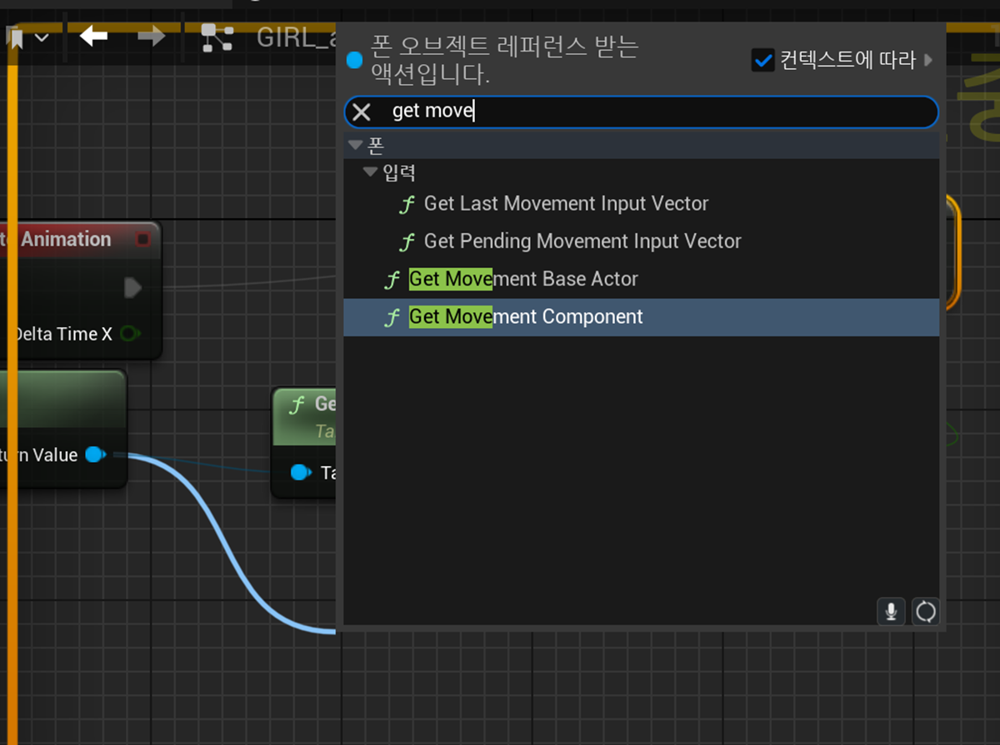 GIRL_a
폰 오브젝트 레퍼런스 받는
액션입니다.
컨텍스트에 따라
get move
폰
입력
Get Last Movement Input Vector
Get Pending Movement Input Vector
Get Movement Base Actor
Get Movement Component
Animation
Delta Time X
turn Value
Ge
Ta
Ta